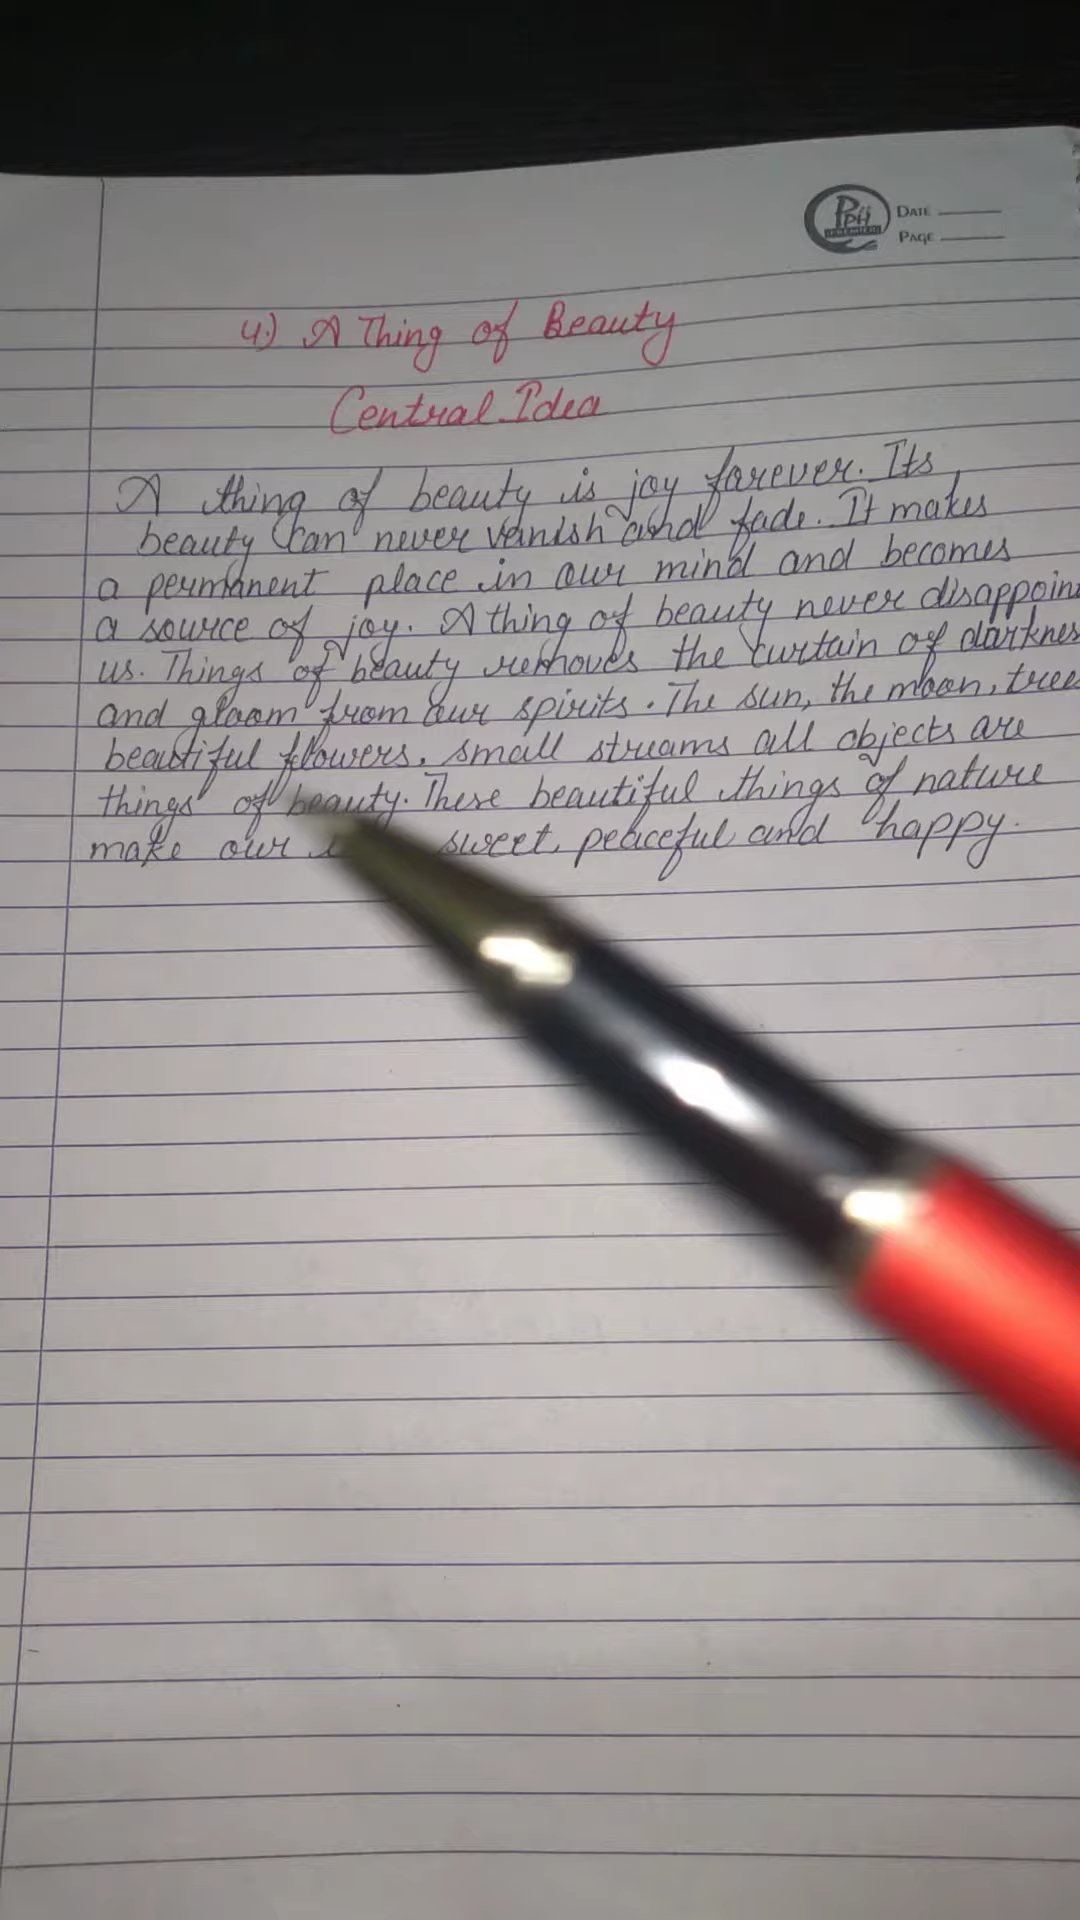 PPH
PREMIER
DATE
PAGE
4.) A Thing of Beauty
Central Idea
A thing of beauty is joy forever. Its
beauty can never vanish and fade. It makes
a permanent place in our mind and becomes
a source of joy. A thing of beauty never disappoin
us. Things of beauty removes the curtain of darknes
and gloom from our spirits. The sun, the moon, tree
beautiful flowers, small streams all objects are
things of beauty. These beautiful things of nature
make our sweet, peaceful and happy.